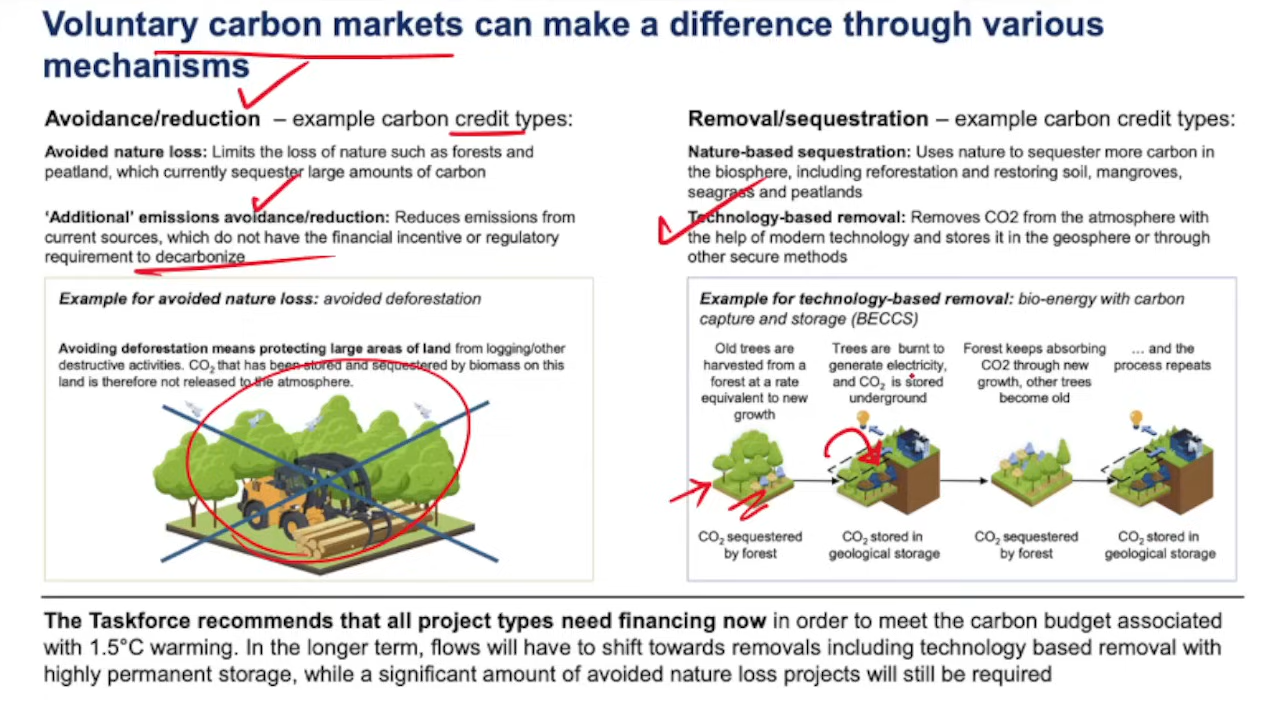 Voluntary carbon markets can make a difference through various
mechanisms
Avoidance/reduction – example carbon credit types:
Avoided nature loss: Limits the loss of nature such as forests and
peatland, which currently sequester large amounts of carbon
‘Additional’ emissions avoidance/reduction: Reduces emissions from
current sources, which do not have the financial incentive or regulatory
requirement to decarbonize
Example for avoided nature loss: avoided deforestation
Avoiding deforestation means protecting large areas of land from logging/other
destructive activities. CO₂ that has been stored and sequestered by biomass on this
land is therefore not released to the atmosphere.
Removal/sequestration – example carbon credit types:
Nature-based sequestration: Uses nature to sequester more carbon in
the biosphere, including reforestation and restoring soil, mangroves,
seagrass and peatlands
Technology-based removal: Removes CO2 from the atmosphere with
the help of modern technology and stores it in the geosphere or through
other secure methods
Example for technology-based removal: bio-energy with carbon
capture and storage (BECCS)
Old trees are
harvested from a
forest at a rate
equivalent to new
growth
Trees are burnt to
generate electricity,
and CO₂ is stored
underground
Forest keeps absorbing
CO2 through new
growth, other trees
become old
… and the
process repeats
CO₂ sequestered
by forest
CO₂ stored in
geological storage
CO₂ sequestered
by forest
CO₂ stored in
geological storage
The Taskforce recommends that all project types need financing now in order to meet the carbon budget associated
with 1.5°C warming. In the longer term, flows will have to shift towards removals including technology based removal with
highly permanent storage, while a significant amount of avoided nature loss projects will still be required